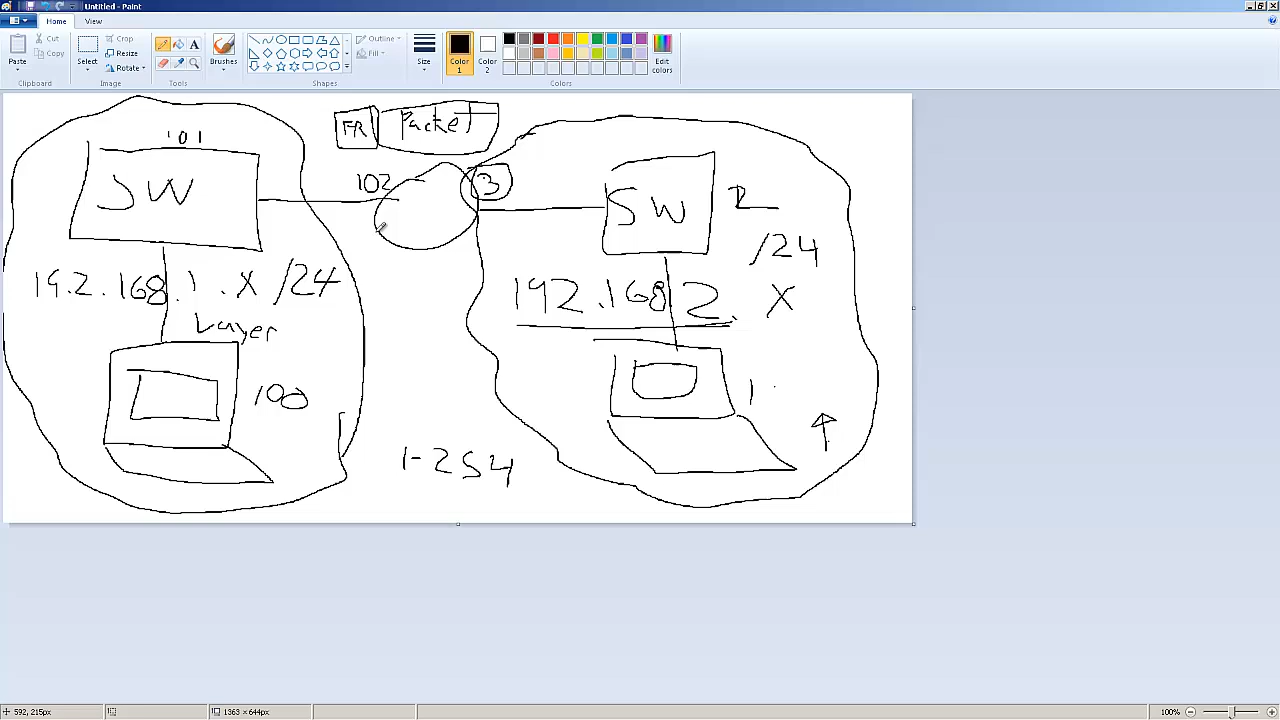 Untitled - Paint
Home View
Paste
Cut
Copy
Clipboard
Select
Crop
Resize
Rotate
Image
A
Tools
Brushes
Outline
Fill
Shapes
Size
Color 1
Color 2
Edit colors
Colors
FR Packet
101
SW
102
3
SW
/24
192.168.1.X /24
192.168 2. X
Layer
100
1
1-254
592, 215px
1363 × 644px
100%